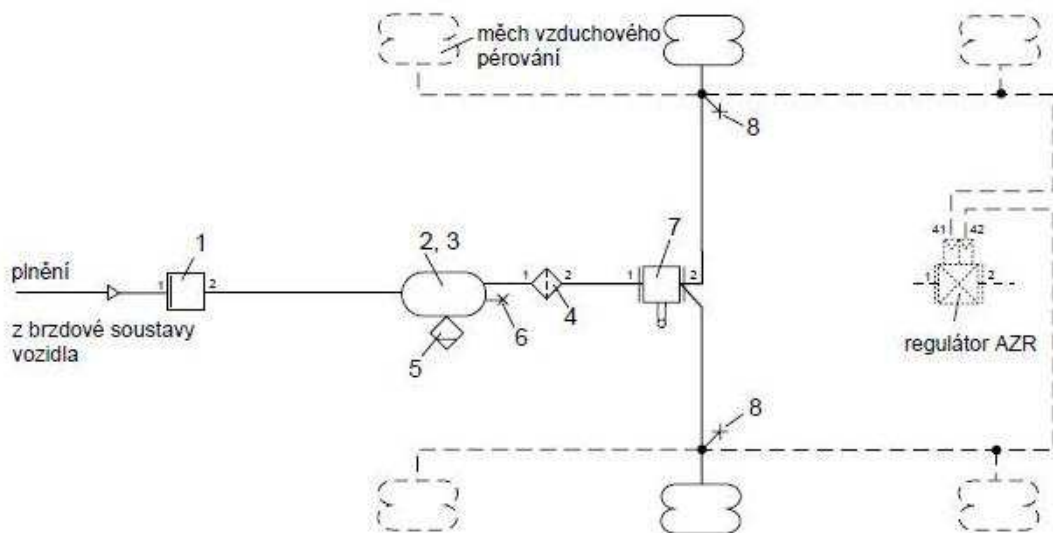 měch vzduchového
pérování
8
41 42
1 2
regulátor AZR
plnění
1
1 2
z brzdové soustavy
vozidla
2, 3
5
6
1 2
4
7
1 2
8